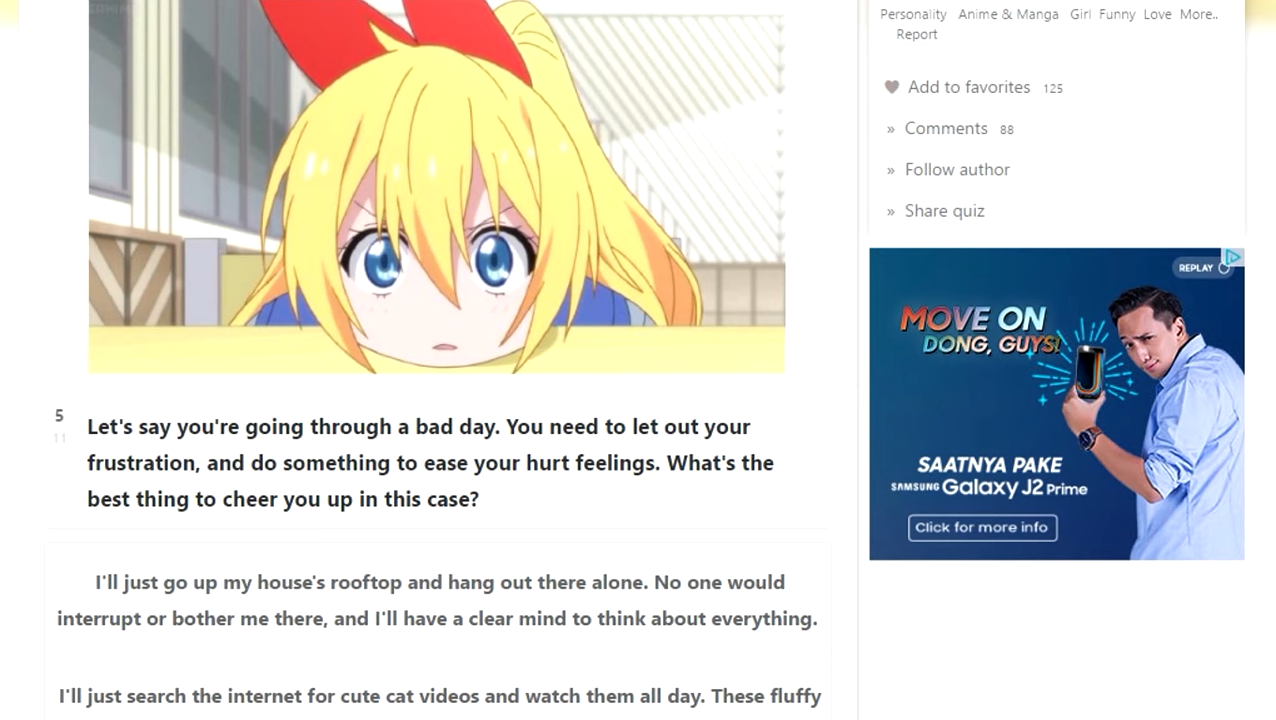 Personality Anime & Manga Girl Funny Love More..
Report
Add to favorites 125
» Comments 88
» Follow author
» Share quiz
REPLAY
MOVE ON
DONG, GUYS!
SAATNYA PAKE
SAMSUNG Galaxy J2 Prime
Click for more info
5
11
Let's say you're going through a bad day. You need to let out your
frustration, and do something to ease your hurt feelings. What's the
best thing to cheer you up in this case?
I'll just go up my house's rooftop and hang out there alone. No one would
interrupt or bother me there, and I'll have a clear mind to think about everything.
I'll just search the internet for cute cat videos and watch them all day. These fluffy